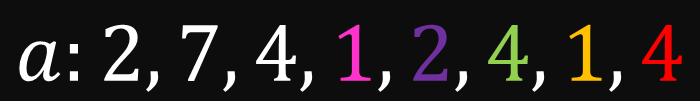 a: 2, 7, 4, 1, 2, 4, 1, 4